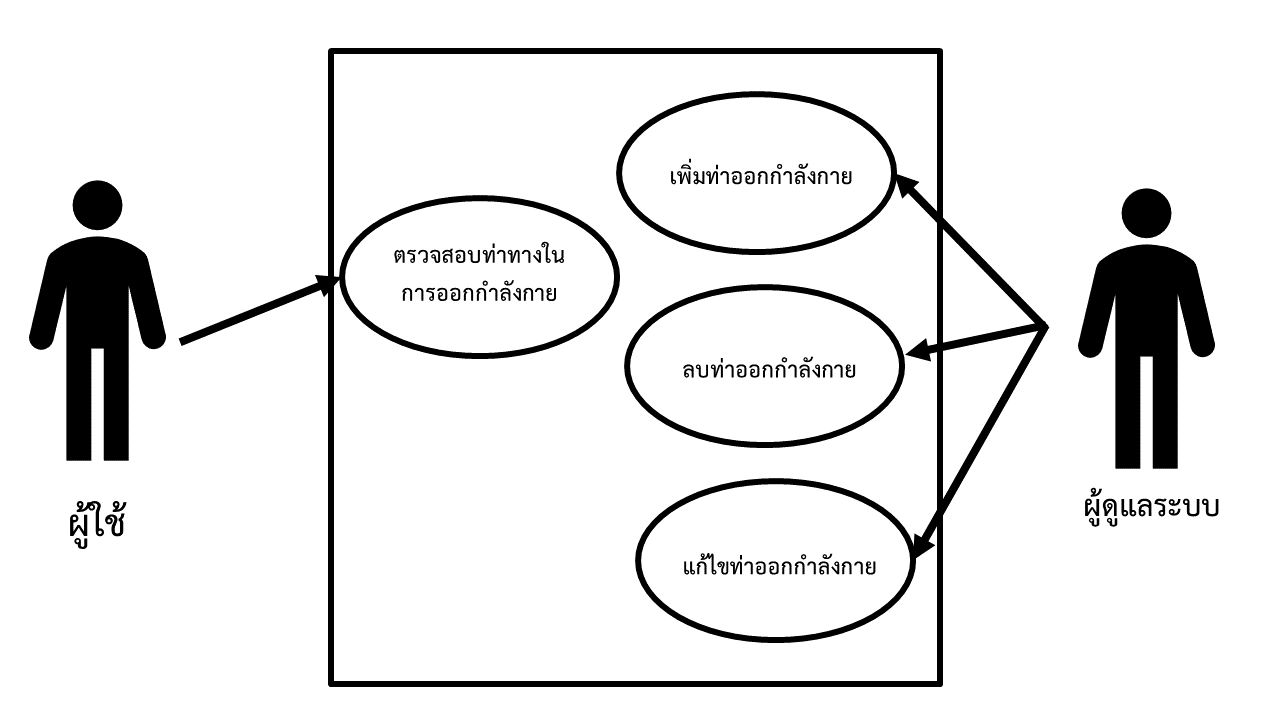 เพิ่มท่าออกกำลังกาย
ตรวจสอบท่าทางใน
การออกกำลังกาย
ลบท่าออกกำลังกาย
แก้ไขท่าออกกำลังกาย
ผู้ใช้
ผู้ดูแลระบบ